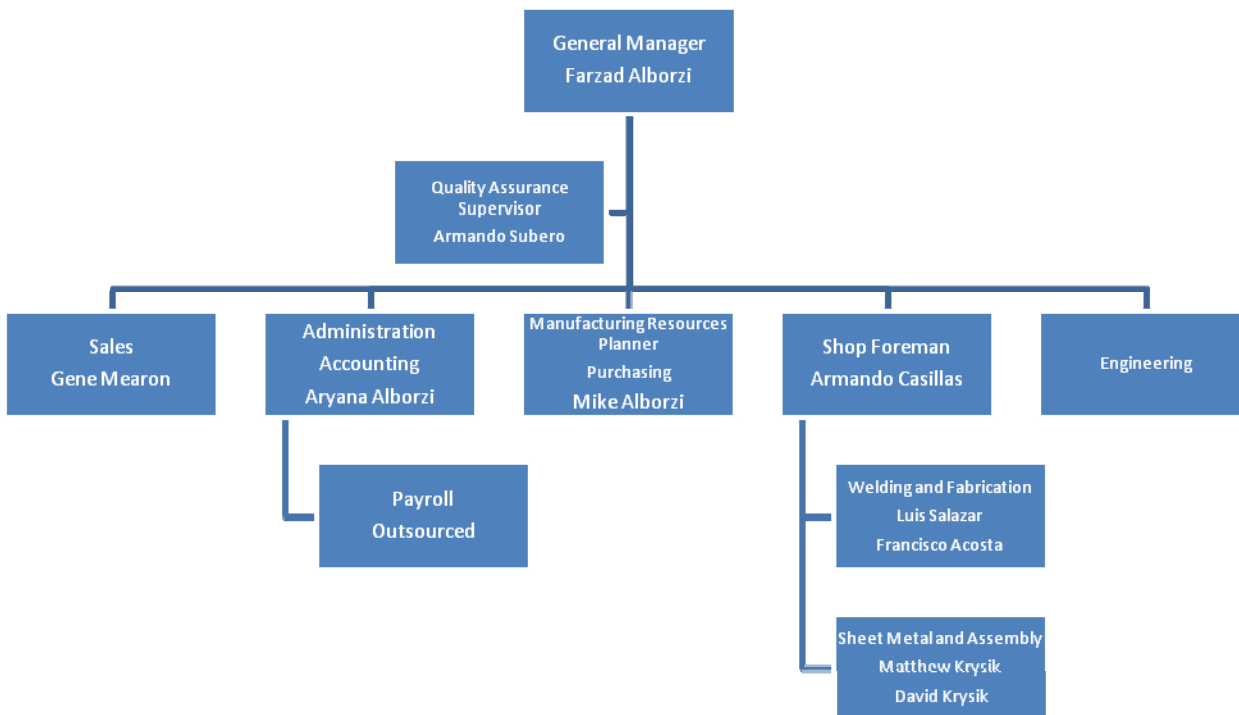 General Manager
Farzad Alborzi
Quality Assurance
Supervisor
Armando Subero
Sales
Gene Mearon
Administration
Accounting
Aryana Alborzi
Manufacturing Resources
Planner
Purchasing
Mike Alborzi
Shop Foreman
Armando Casillas
Engineering
Payroll
Outsourced
Welding and Fabrication
Luis Salazar
Francisco Acosta
Sheet Metal and Assembly
Matthew Krysik
David Krysik